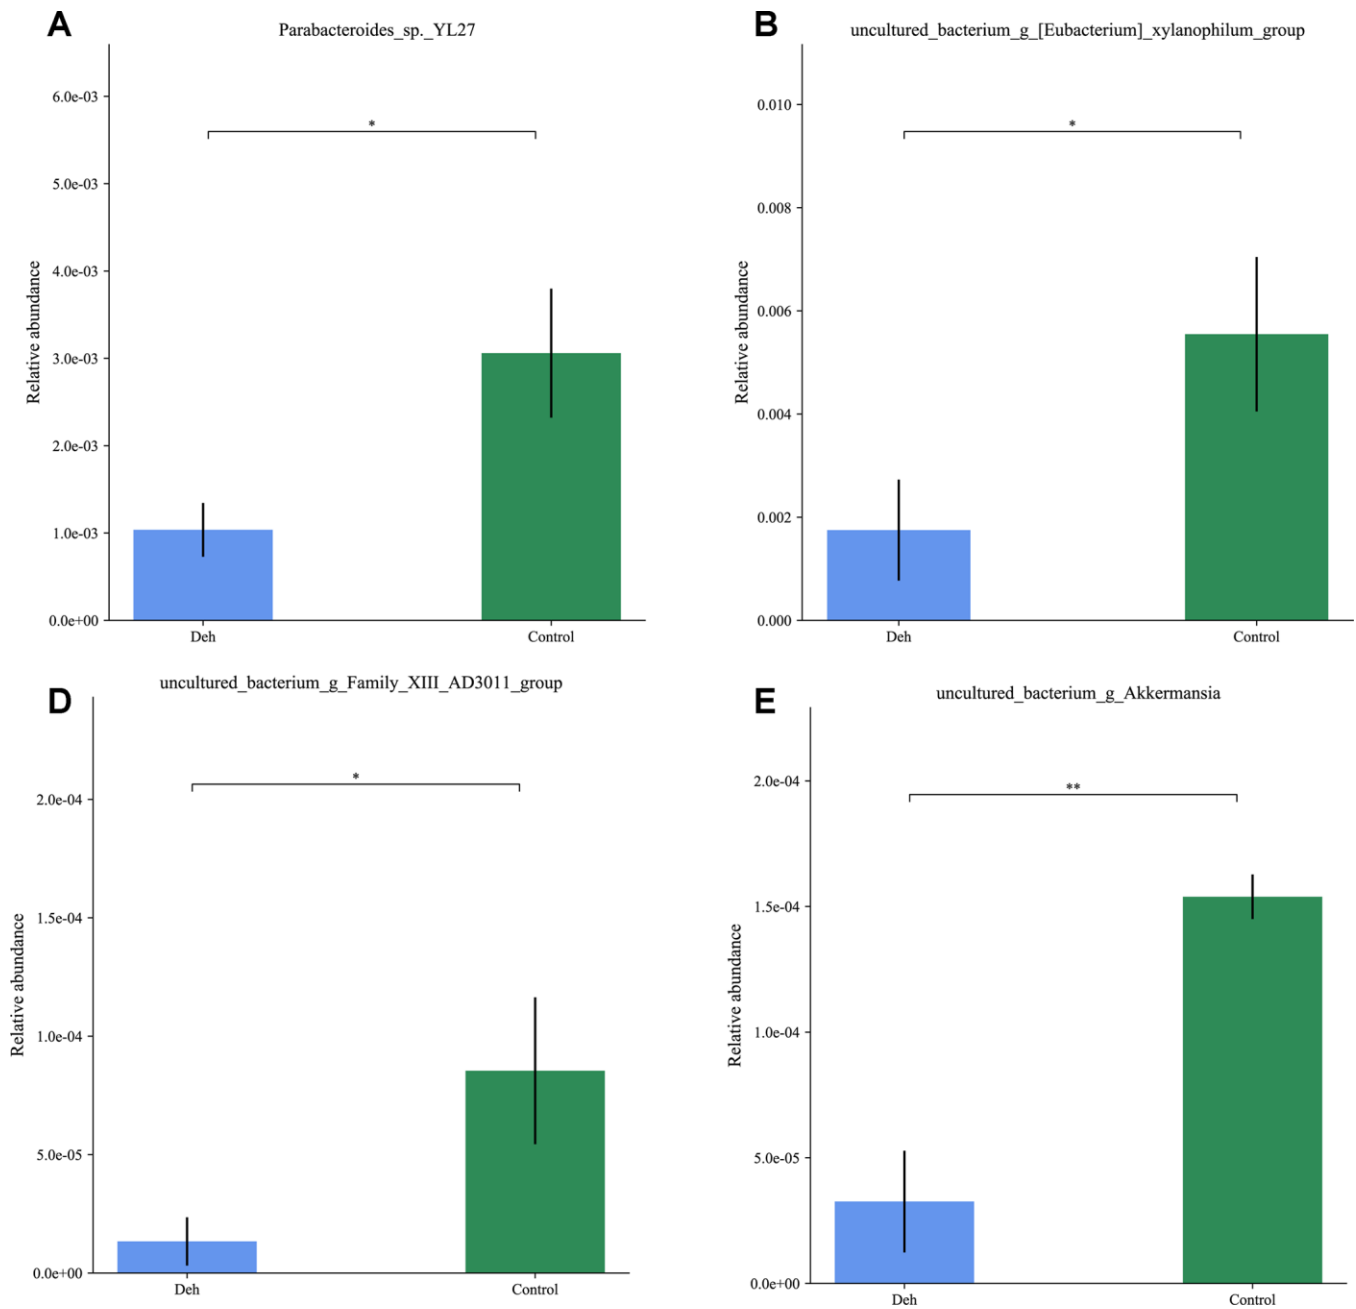 A
Parabacteroides_sp._YL27
Relative abundance
6.0e-03
5.0e-03
4.0e-03
3.0e-03
2.0e-03
1.0e-03
0.0e+00
*
Deh
Control
B
uncultured_bacterium_g_[Eubacterium]_xylanophilum_group
Relative abundance
0.010
0.008
0.006
0.004
0.002
0.000
*
Deh
Control
D
uncultured_bacterium_g_Family_XIII_AD3011_group
Relative abundance
2.0e-04
1.5e-04
1.0e-04
5.0e-05
0.0e+00
*
Deh
Control
E
uncultured_bacterium_g_Akkermansia
Relative abundance
2.0e-04
1.5e-04
1.0e-04
5.0e-05
0.0e+00
**
Deh
Control